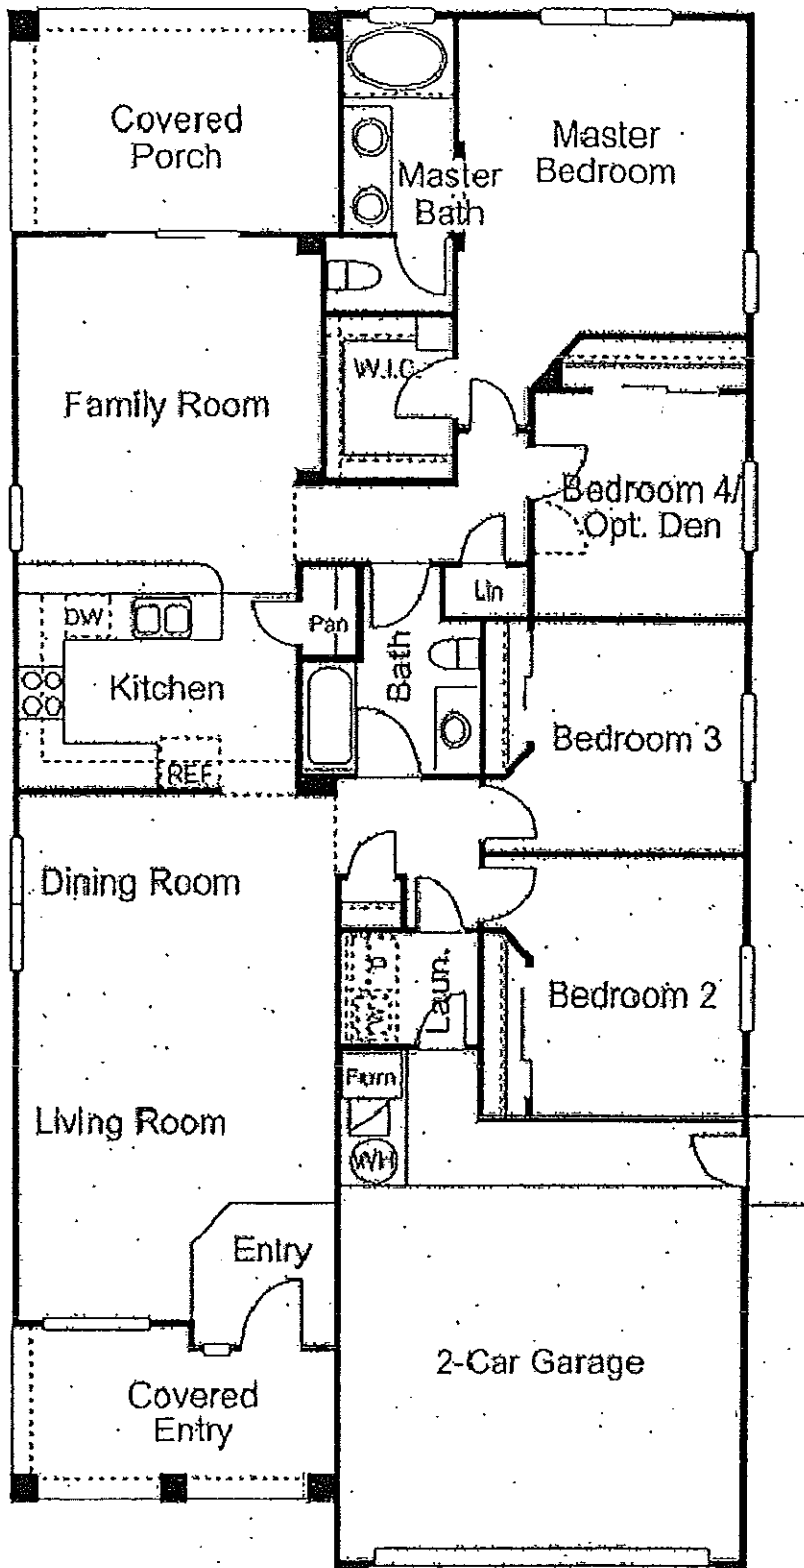 Covered
Porch
Master
Bedroom
Master
Bath
W.I.C.
Family Room
Bedroom 4/
Opt. Den
DW
Pan
Lin
Bath
Kitchen
REF
Bedroom 3
Dining Room
D
W
Laun.
Bedroom 2
Furn
Living Room
WH
Entry
2-Car Garage
Covered
Entry